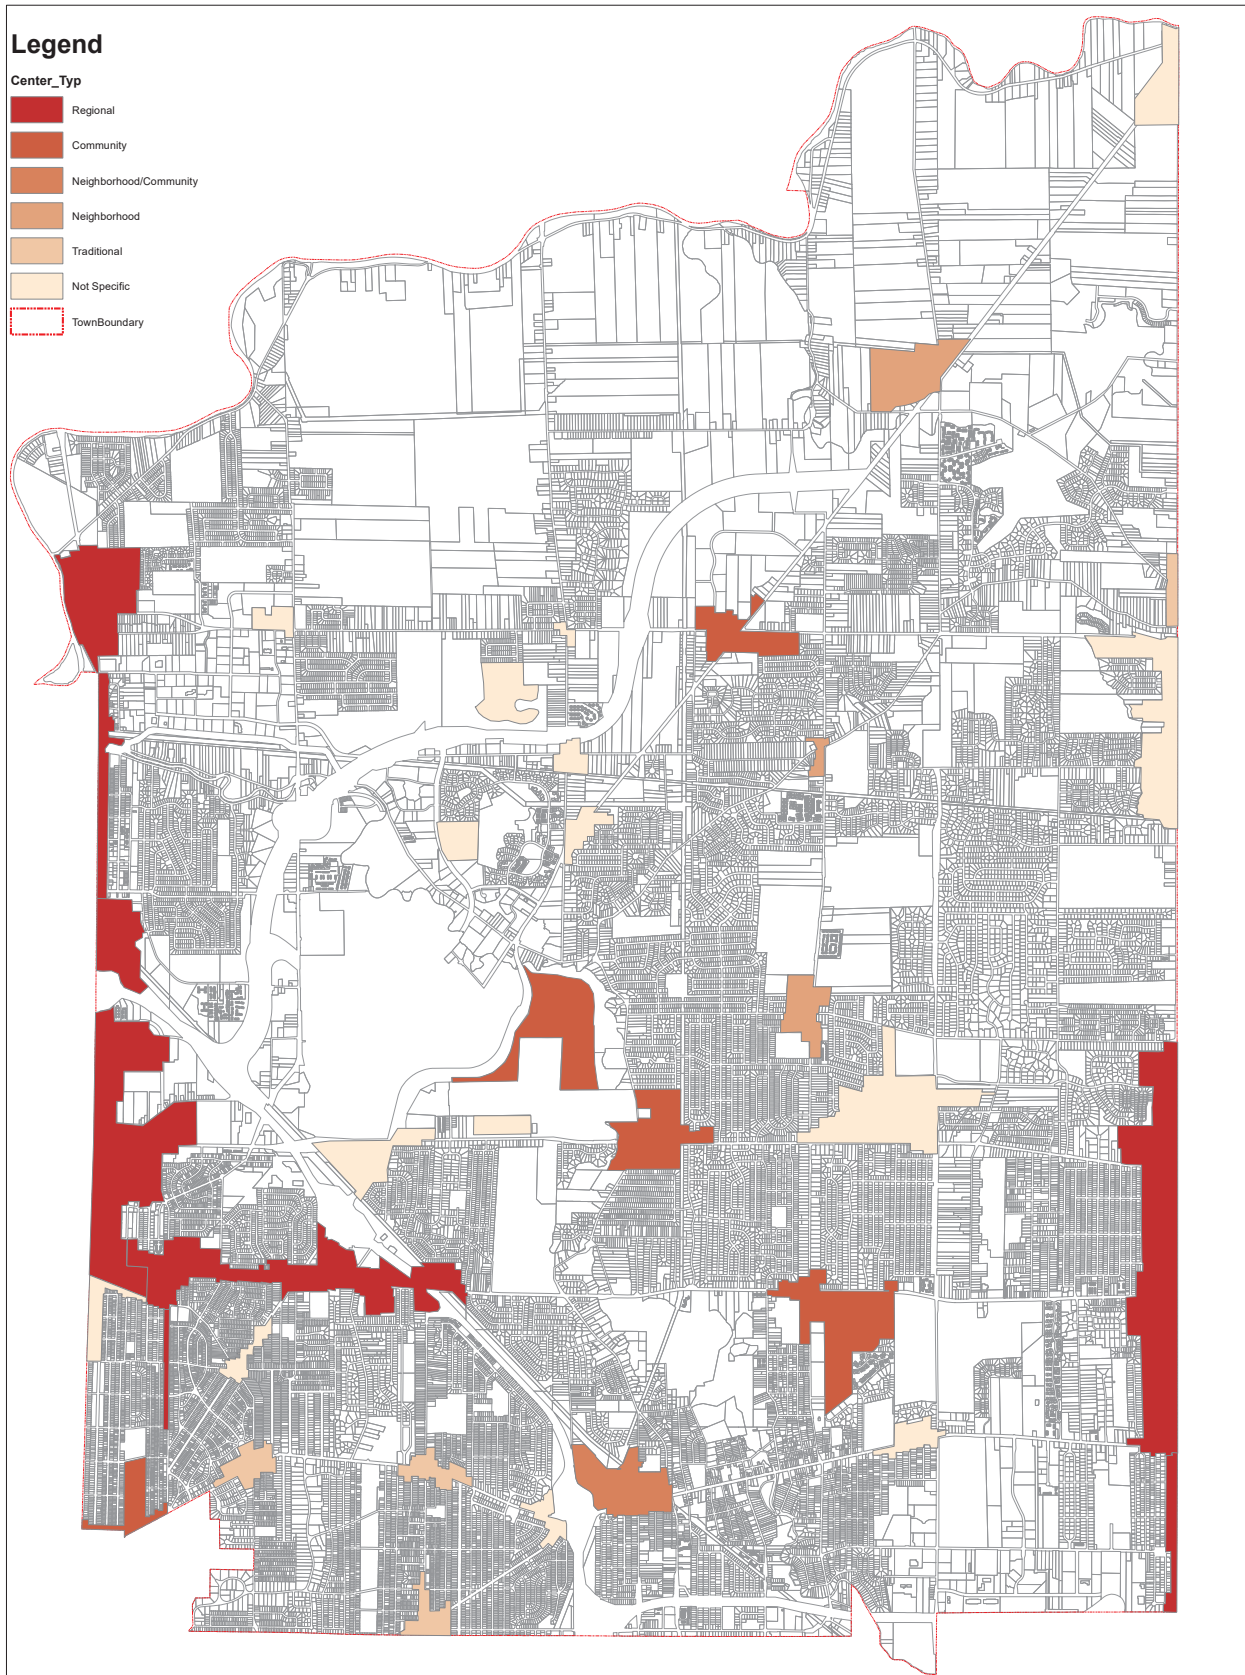 Legend
Center_Typ
Regional
Community
Neighborhood/Community
Neighborhood
Traditional
Not Specific
TownBoundary